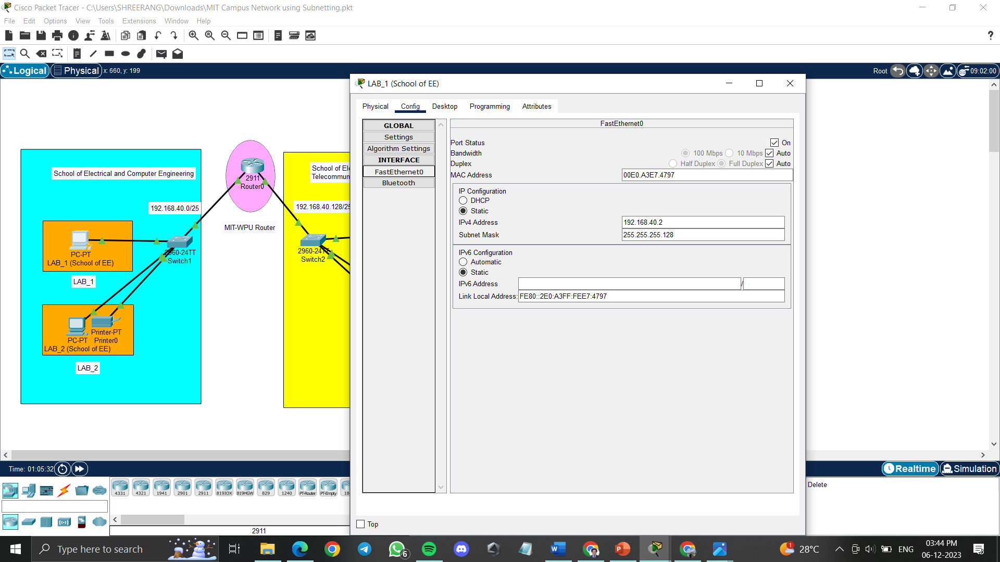 Cisco Packet Tracer - C:\Users\SHREERANG\Downloads\MIT Campus Network using Subnetting.pkt
File Edit Options View Tools Extensions Window Help
?
Logical Physical x: 660, y: 199
Root 09:02:00
LAB_1 (School of EE)
Physical Config Desktop Programming Attributes
GLOBAL
Settings
Algorithm Settings
INTERFACE
FastEthernet0
Bluetooth
FastEthernet0
Port Status On
Bandwidth 100 Mbps 10 Mbps Auto
Duplex Half Duplex Full Duplex Auto
MAC Address 00E0.A3E7.4797
IP Configuration
DHCP
Static
IPv4 Address 192.168.40.2
Subnet Mask 255.255.255.128
IPv6 Configuration
Automatic
Static
IPv6 Address /
Link Local Address: FE80::2E0:A3FF:FEE7:4797
Top
School of Electrical and Computer Engineering
192.168.40.0/25
PC-PT
LAB_1 (School of EE)
LAB_1
2960-24TT
Switch1
Printer-PT
PC-PT Printer0
LAB_2 (School of EE)
LAB_2
2911
Router0
MIT-WPU Router
School of Ele
Telecommun
192.168.40.128/25
2960-24TT
Switch2
Time: 01:05:32
Realtime Simulation
4331 4321 1941 2901 2911 819IOX 819HGW 829 1240 PT-Router PT-Empty 18
2911
Delete
Type here to search
6
1
28°C
ENG
03:44 PM
06-12-2023